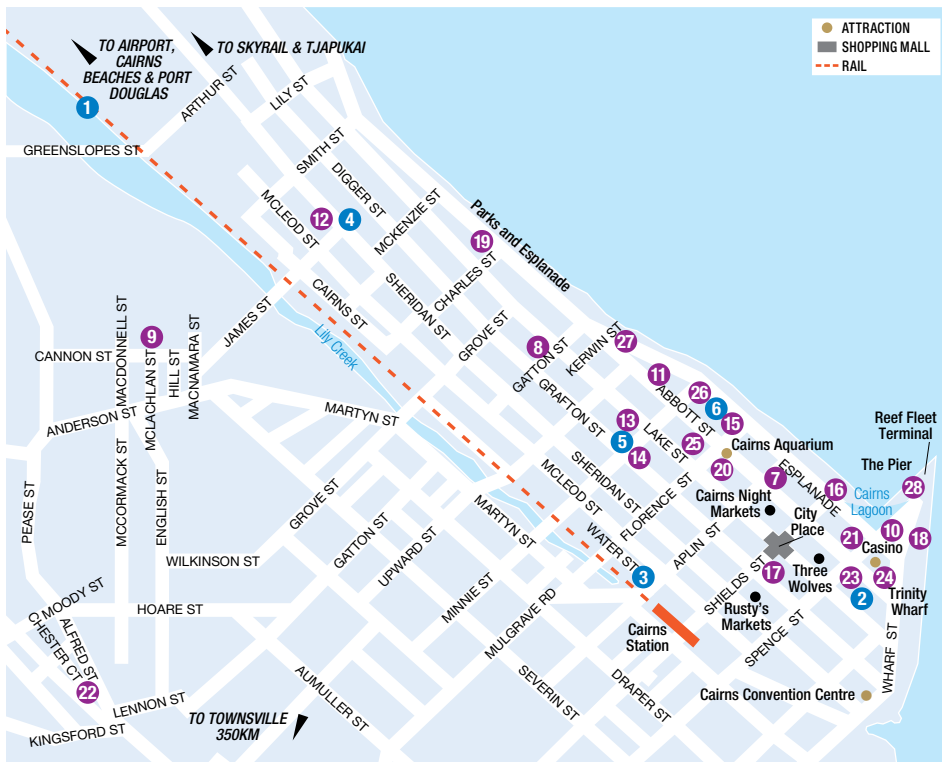 ATTRACTION
SHOPPING MALL
RAIL
TO AIRPORT,
CAIRNS
BEACHES & PORT
DOUGLAS
TO SKYRAIL & TJAPUKAI
1
GREENSLOPES ST
ARTHUR ST
LILY ST
SMITH ST
DIGGER ST
MCKENZIE ST
MCLEOD ST
12
4
19
Parks and Esplanade
CHARLES ST
CAIRNS ST
SHERIDAN ST
JAMES ST
Lily Creek
GROVE ST
8
GATTON ST
KERWIN ST
27
9
CANNON ST
MACDONNELL ST
MCLACHLAN ST
HILL ST
MACNAMARA ST
ANDERSON ST
MARTYN ST
GRAFTON ST
11
ABBOTT ST
26
6
15
13
5
14
LAKE ST
25
Cairns Aquarium
20
Reef Fleet
Terminal
The Pier
28
7
ESPLANADE
16
Cairns
Lagoon
PEASE ST
MCCORMACK ST
ENGLISH ST
GROVE ST
GATTON ST
UPWARD ST
MARTYN ST
MCLEOD ST
SHERIDAN ST
FLORENCE ST
WATER ST
APLIN ST
Cairns Night
Markets
City
Place
21
10
18
Casino
WILKINSON ST
MINNIE ST
MULGRAVE RD
3
SHIELDS ST
17
Three
Wolves
23
24
2
Trinity
Wharf
Rusty's
Markets
SPENCE ST
WHARF ST
O MOODY ST
HOARE ST
CHESTER CT
ALFRED ST
22
LENNON ST
KINGSFORD ST
TO TOWNSVILLE
350KM
AUMULLER ST
SEVERIN ST
DRAPER ST
Cairns
Station
Cairns Convention Centre